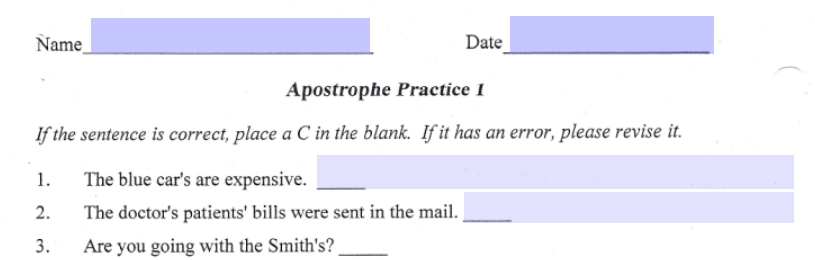 Name Date
Apostrophe Practice 1
If the sentence is correct, place a C in the blank. If it has an error, please revise it.
1. The blue car's are expensive.
2. The doctor's patients' bills were sent in the mail.
3. Are you going with the Smith's?